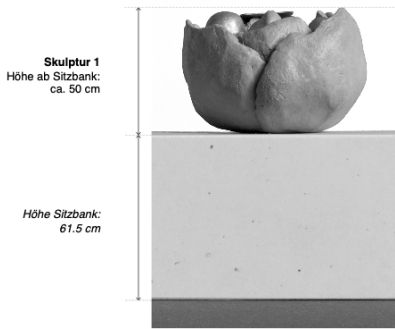 Skulptur 1
Höhe ab Sitzbank:
ca. 50 cm
Höhe Sitzbank:
61.5 cm